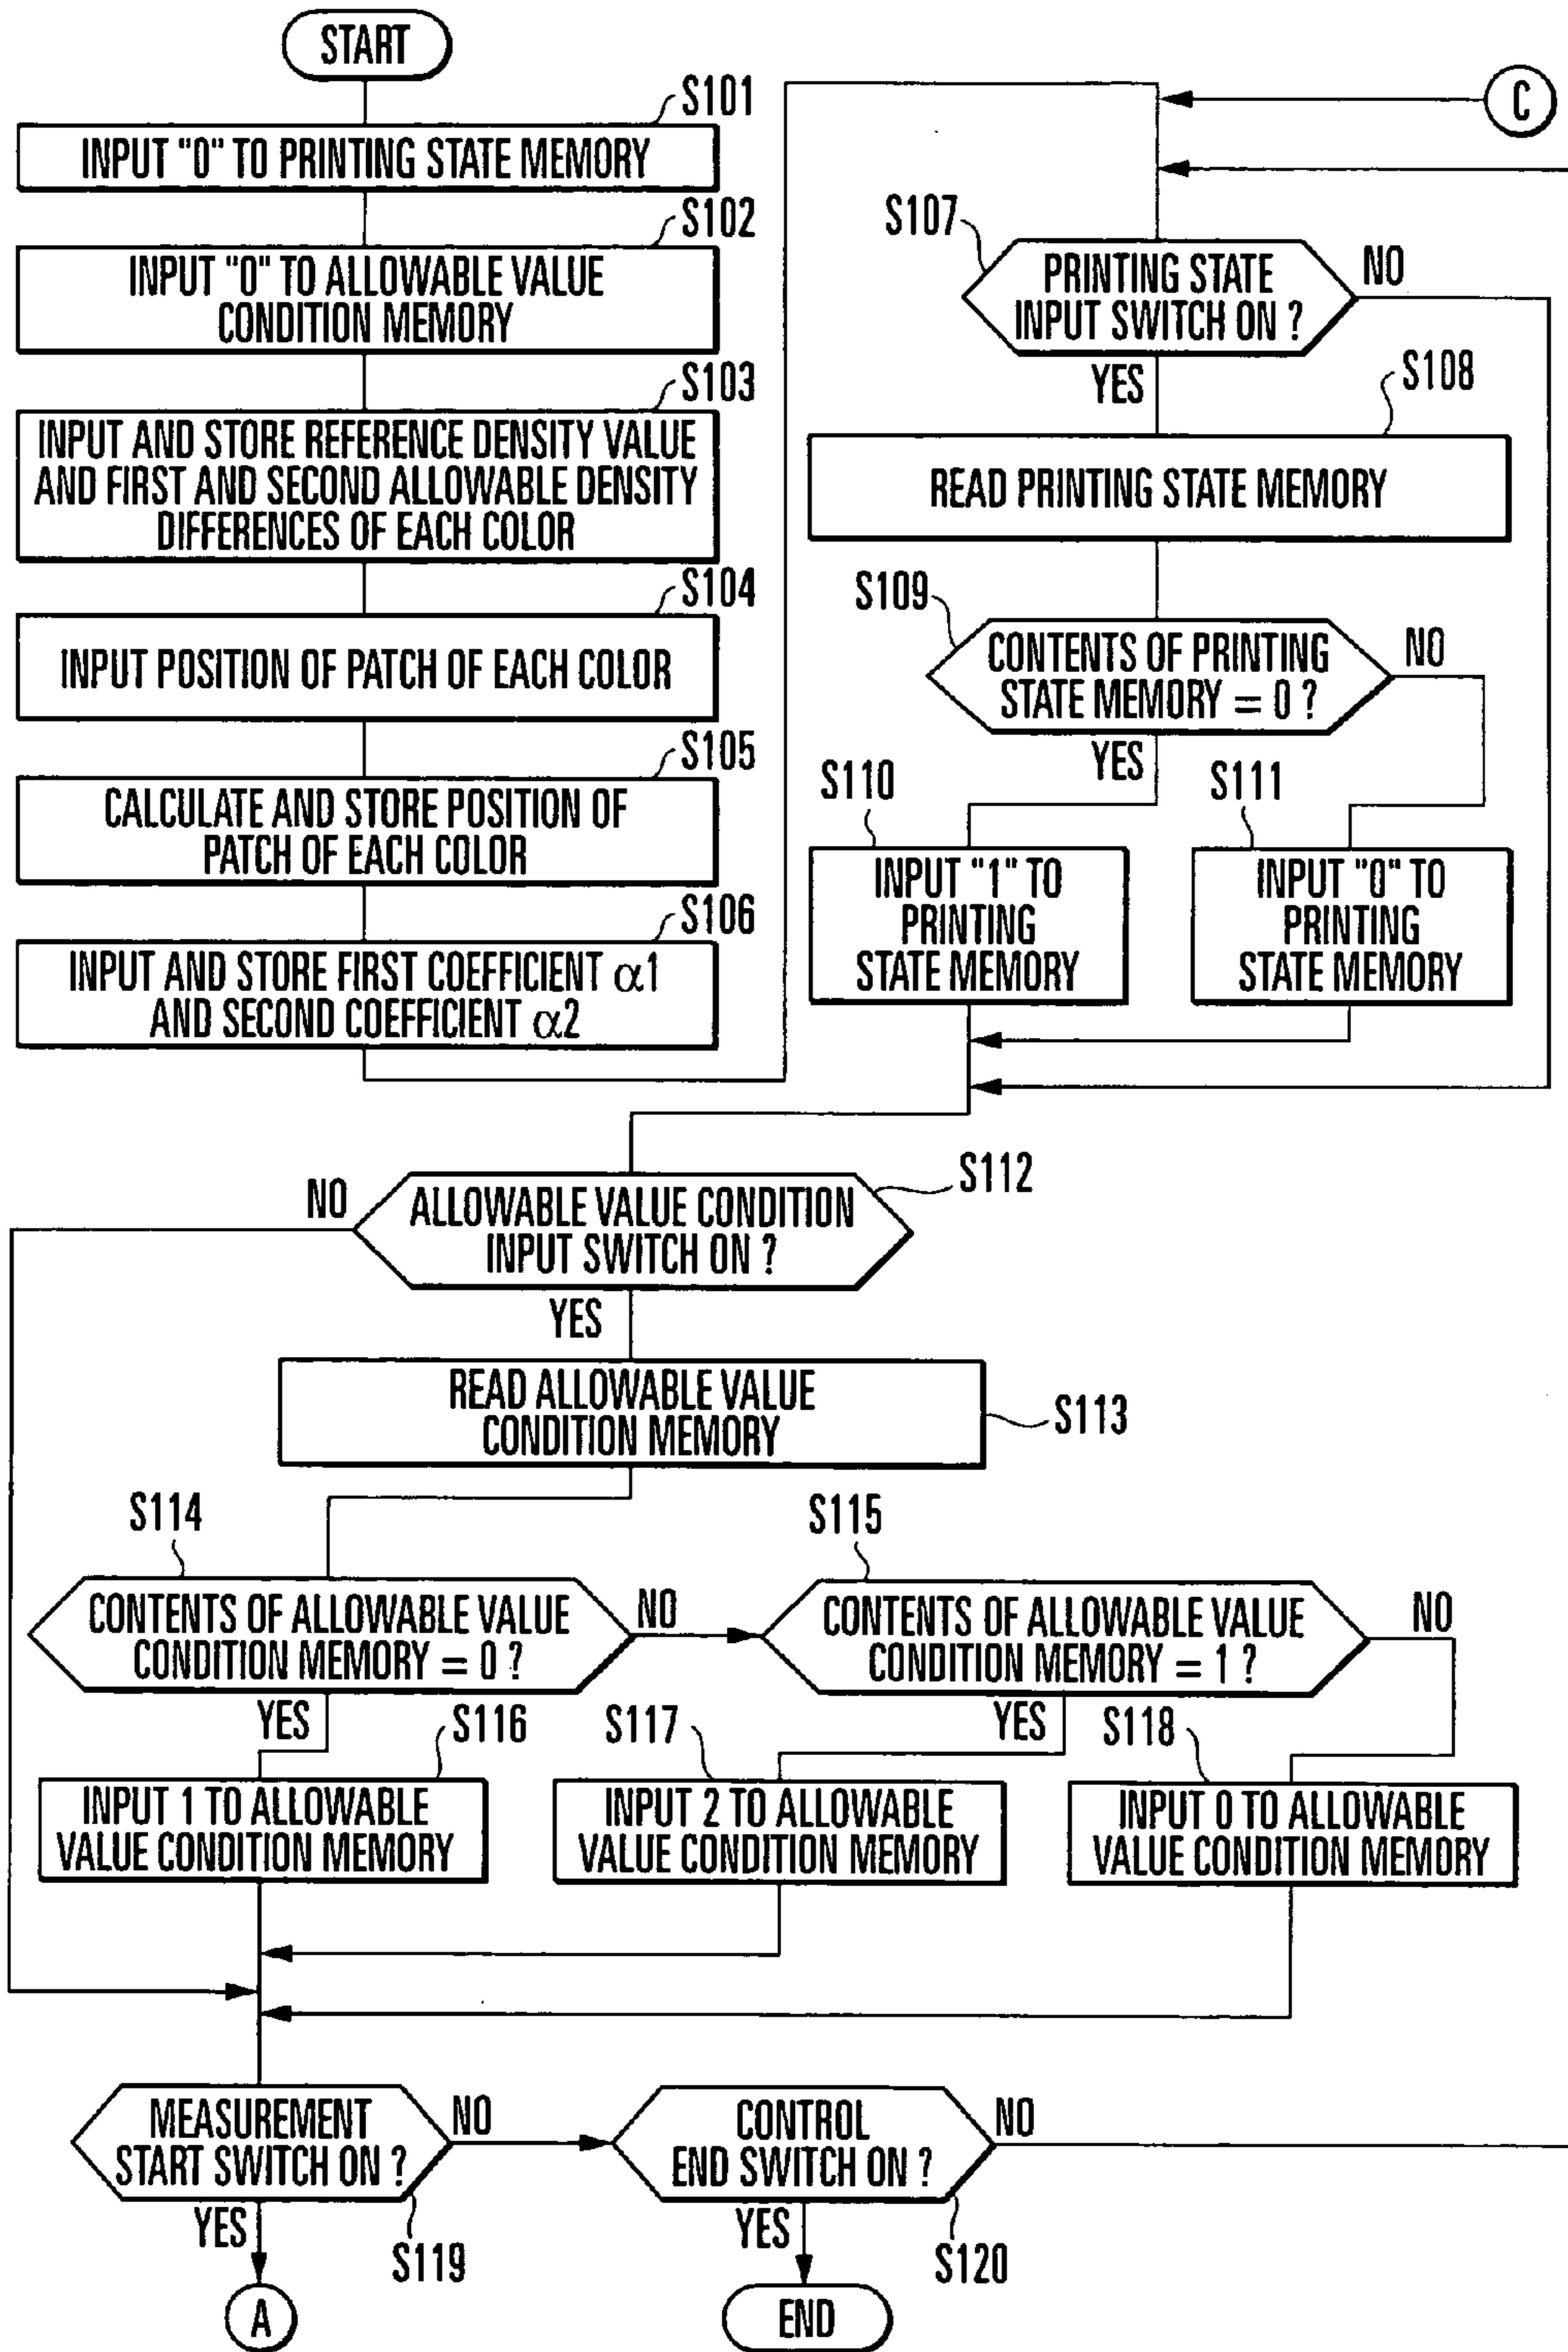 START
S101
INPUT "0" TO PRINTING STATE MEMORY
S102
INPUT "0" TO ALLOWABLE VALUE
CONDITION MEMORY
S103
INPUT AND STORE REFERENCE DENSITY VALUE
AND FIRST AND SECOND ALLOWABLE DENSITY
DIFFERENCES OF EACH COLOR
S104
INPUT POSITION OF PATCH OF EACH COLOR
S105
CALCULATE AND STORE POSITION OF
PATCH OF EACH COLOR
S106
INPUT AND STORE FIRST COEFFICIENT α1
AND SECOND COEFFICIENT α2
C
S107
PRINTING STATE
INPUT SWITCH ON ?
NO
YES
S108
READ PRINTING STATE MEMORY
S109
CONTENTS OF PRINTING
STATE MEMORY = 0 ?
NO
YES
S110
INPUT "1" TO
PRINTING
STATE MEMORY
S111
INPUT "0" TO
PRINTING
STATE MEMORY
S112
NO
ALLOWABLE VALUE CONDITION
INPUT SWITCH ON ?
YES
READ ALLOWABLE VALUE
CONDITION MEMORY
S113
S114
CONTENTS OF ALLOWABLE VALUE
CONDITION MEMORY = 0 ?
NO
YES
S115
CONTENTS OF ALLOWABLE VALUE
CONDITION MEMORY = 1 ?
NO
YES
S116
INPUT 1 TO ALLOWABLE
VALUE CONDITION MEMORY
S117
INPUT 2 TO ALLOWABLE
VALUE CONDITION MEMORY
S118
INPUT 0 TO ALLOWABLE
VALUE CONDITION MEMORY
MEASUREMENT
START SWITCH ON ?
NO
YES
S119
A
CONTROL
END SWITCH ON ?
NO
YES
S120
END